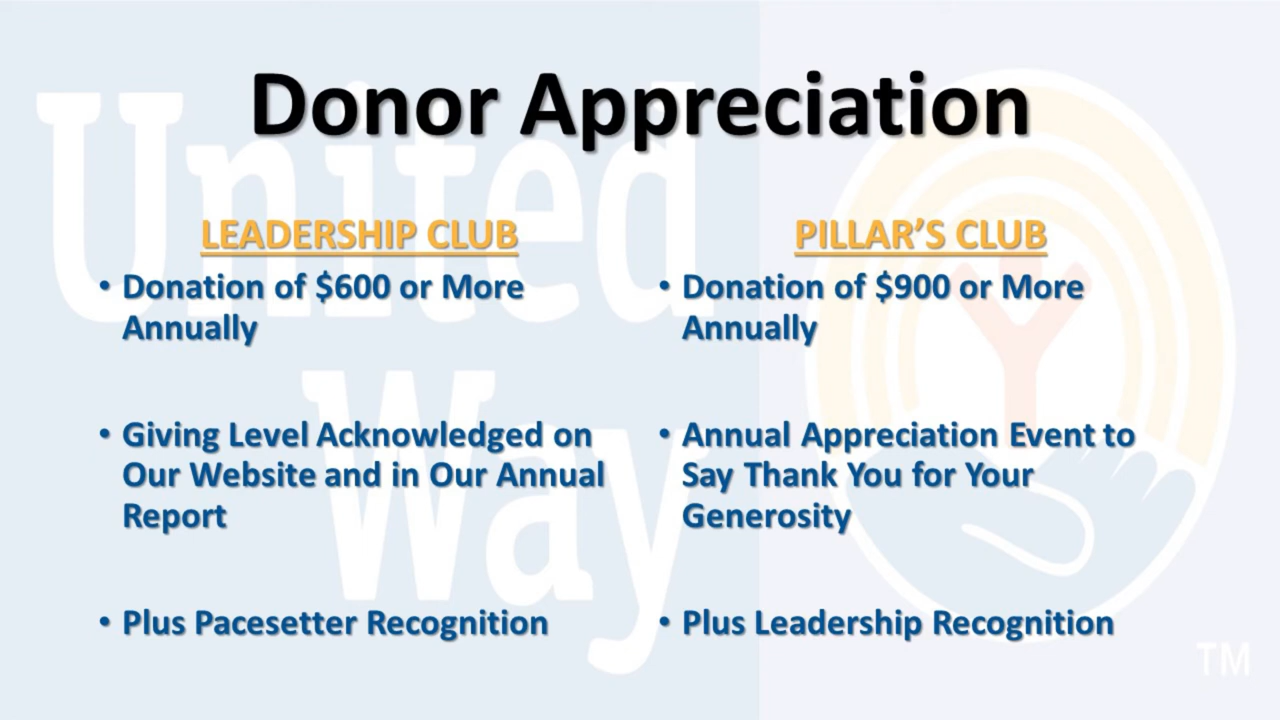 Donor Appreciation
LEADERSHIP CLUB
• Donation of $600 or More
Annually
• Giving Level Acknowledged on
Our Website and in Our Annual
Report
• Plus Pacesetter Recognition
PILLAR’S CLUB
• Donation of $900 or More
Annually
• Annual Appreciation Event to
Say Thank You for Your
Generosity
• Plus Leadership Recognition
United
Way
TM